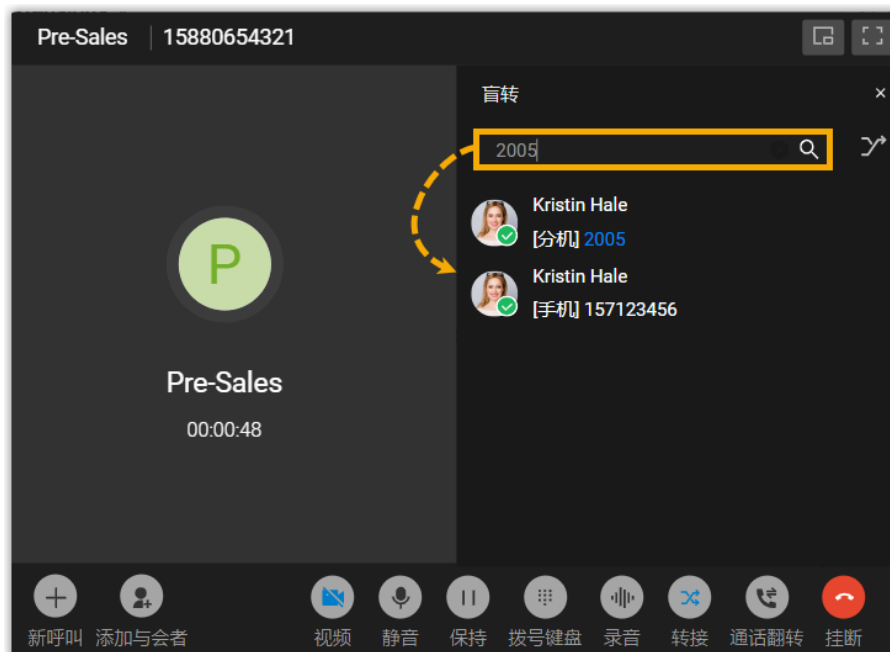 Pre-Sales 15880654321
盲转
2005
Kristin Hale
[分机] 2005
Kristin Hale
[手机] 157123456
P
Pre-Sales
00:00:48
新呼叫 添加与会者 视频 静音 保持 拨号键盘 录音 转接 通话翻转 挂断